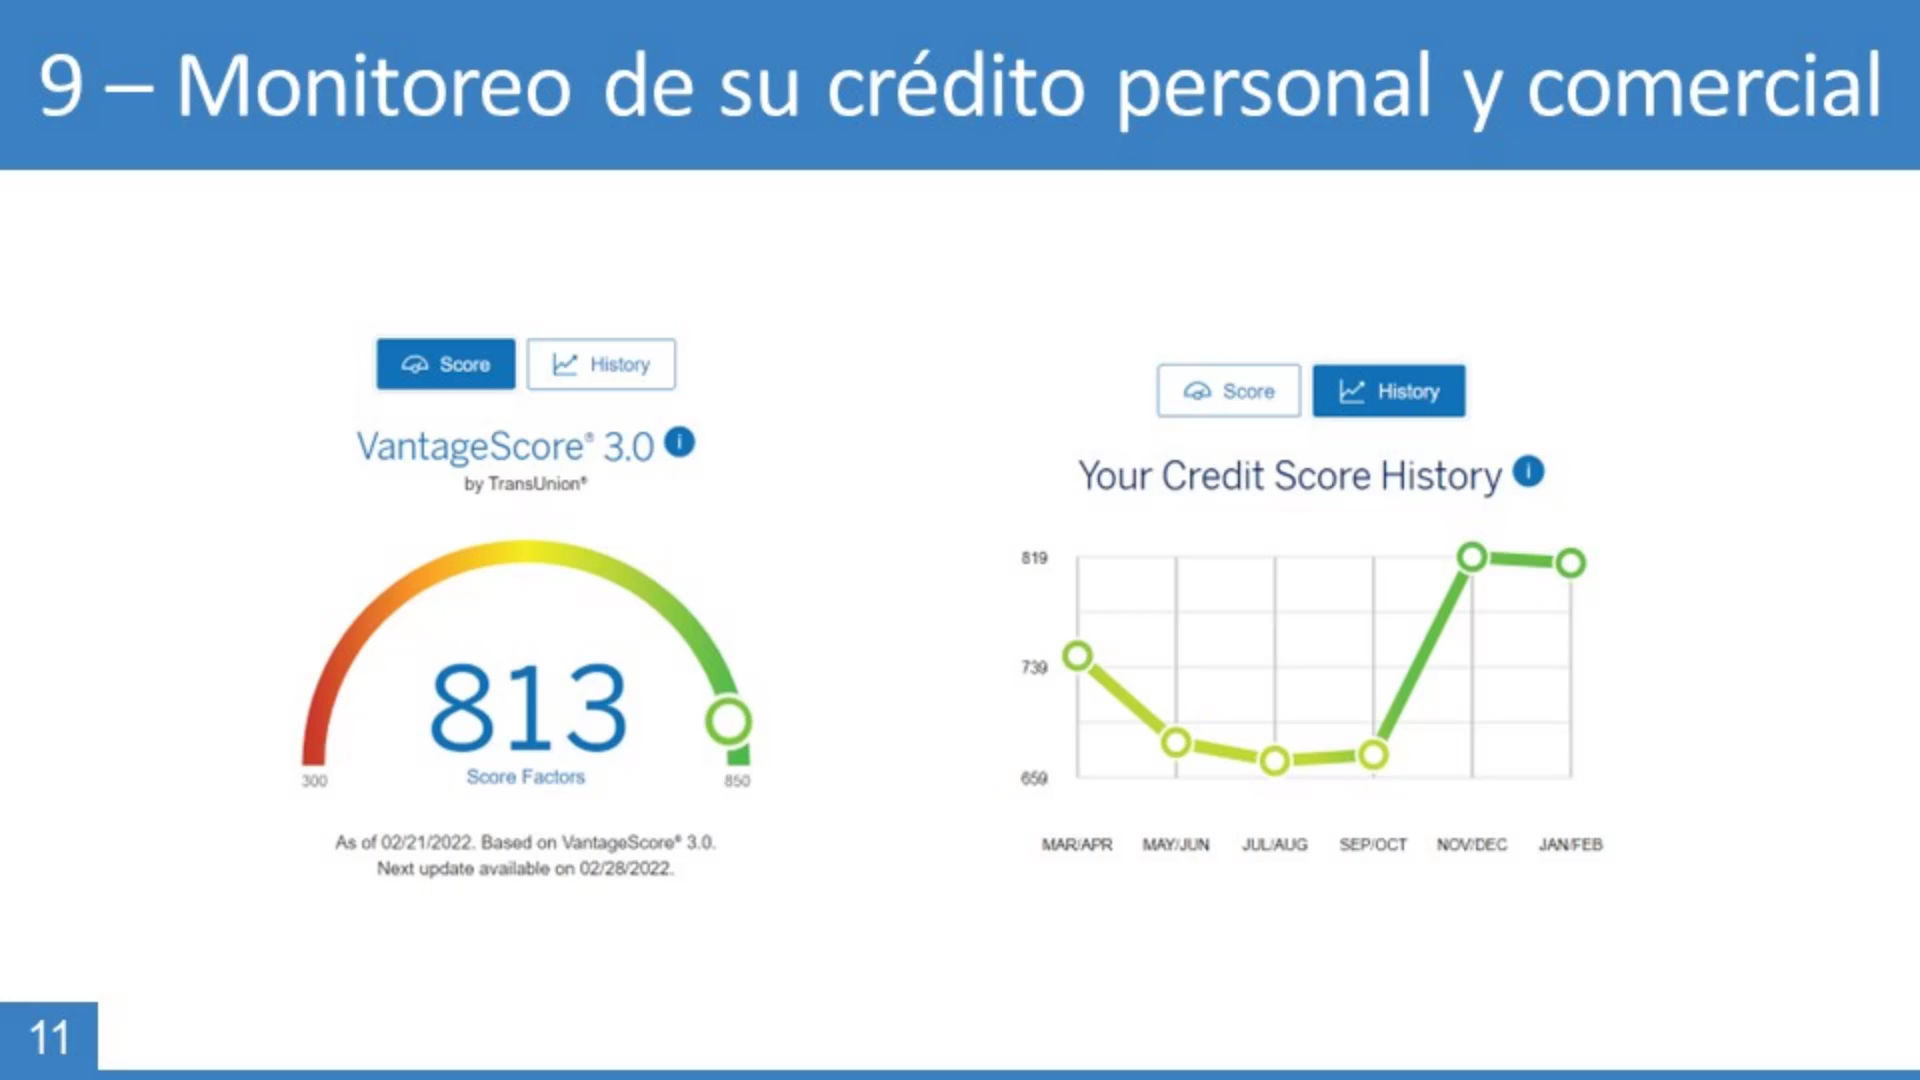 9 – Monitoreo de su crédito personal y comercial
Score
History
VantageScore® 3.0
by TransUnion®
813
300
Score Factors
850
As of 02/21/2022. Based on VantageScore® 3.0.
Next update available on 02/28/2022.
Score
History
Your Credit Score History
819
739
659
MAR/APR
MAY/JUN
JUL/AUG
SEP/OCT
NOV/DEC
JAN/FEB
11